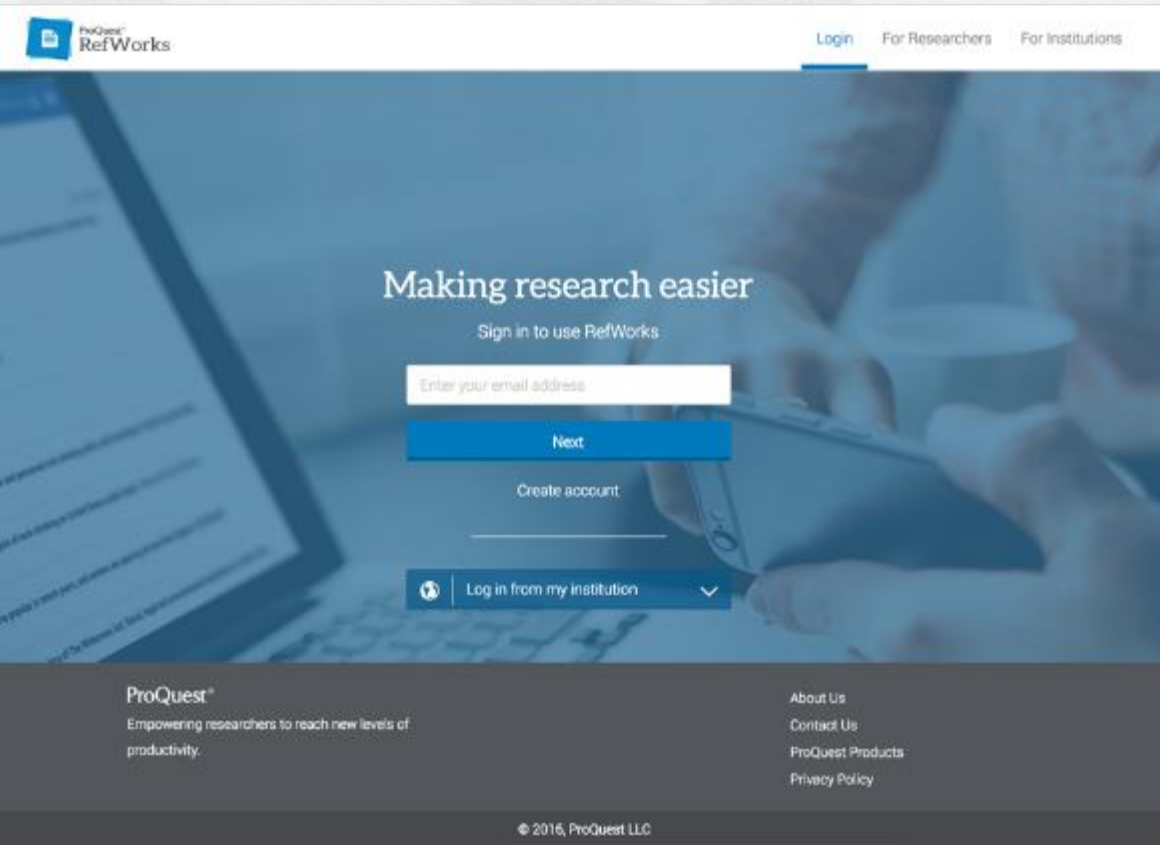 ProQuest®
RefWorks
Login For Researchers For Institutions
Making research easier
Sign in to use RefWorks
Enter your email address
Next
Create account
Log in from my institution
ProQuest®
Empowering researchers to reach new levels of
productivity.
About Us
Contact Us
ProQuest Products
Privacy Policy
© 2016, ProQuest LLC